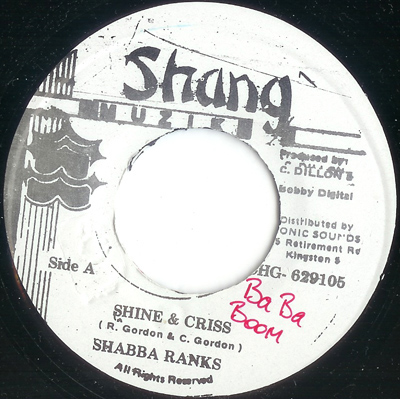 Shang
MUZIK
Produced by:
C. DILLON &
Bobby Digital
Distributed by
SONIC SOUNDS
5 Retirement Rd
Kingston 5
Side A
SHG- 629105
Ba Ba
BOOM
SHINE & CRISS
( R. Gordon & C. Gordon )
SHABBA RANKS
All Rights Reserved